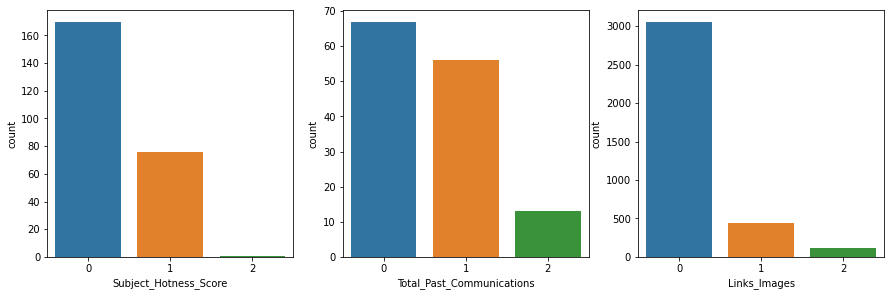 160
140
120
100
80
60
40
20
0
count
0 1 2
Subject_Hotness_Score
70
60
50
40
30
20
10
0
count
0 1 2
Total_Past_Communications
3000
2500
2000
1500
1000
500
0
count
0 1 2
Links_Images